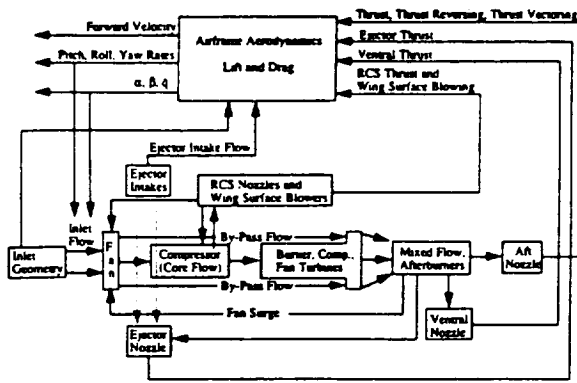 Forward Velocity
Pitch, Roll, Yaw Rates
α, β, q
Airframe Aerodynamics
Lift and Drag
Thrust, Thrust Reversing, Thrust Vectoring
Ejector Thrust
Ventral Thrust
RCS Thrust and
Wing Surface Blowing
Ejector Intake Flow
Ejector
Intakes
RCS Nozzles and
Wing Surface Blowers
Inlet
Flow
Inlet
Geometry
Fan
By-Pass Flow
Compressor
(Core Flow)
Burner, Comp.,
Fan Turbines
By-Pass Flow
Mixed Flow,
Afterburners
Aft
Nozzle
Fan Surge
Ventral
Nozzle
Ejector
Nozzle